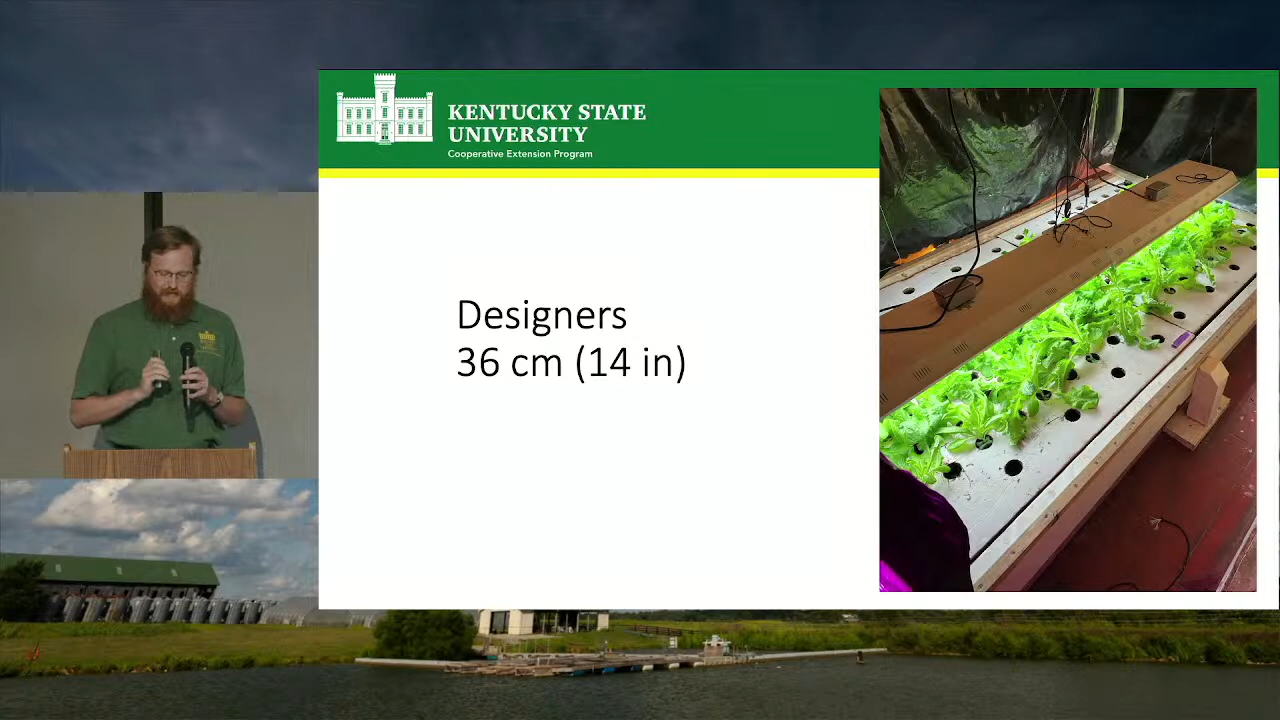 KENTUCKY STATE
UNIVERSITY
Cooperative Extension Program
Designers
36 cm (14 in)